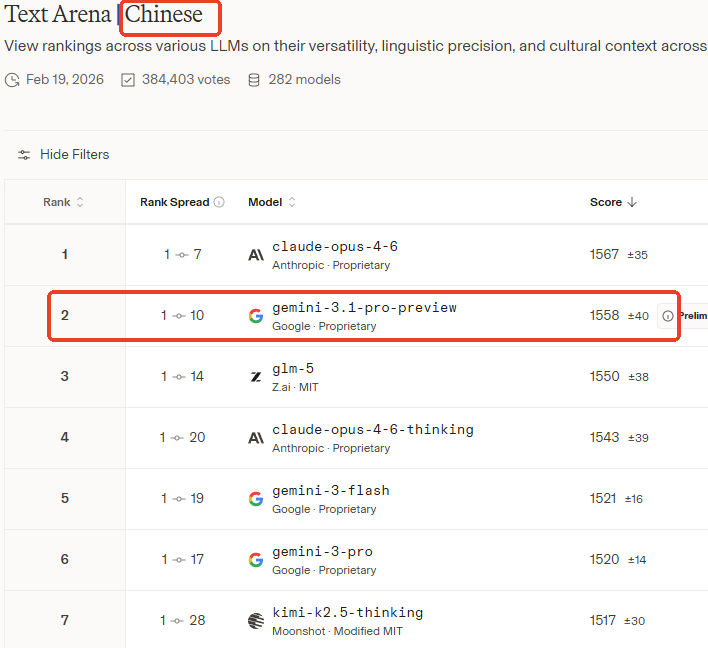 Text Arena | Chinese
View rankings across various LLMs on their versatility, linguistic precision, and cultural context across
Feb 19, 2026 384,403 votes 282 models
Hide Filters
Rank Rank Spread Model Score
1 1 7 claude-opus-4-6 1567 ±35
Anthropic · Proprietary
2 1 10 gemini-3.1-pro-preview 1558 ±40 Prelim
Google · Proprietary
3 1 14 glm-5 1550 ±38
Z.ai · MIT
4 1 20 claude-opus-4-6-thinking 1543 ±39
Anthropic · Proprietary
5 1 19 gemini-3-flash 1521 ±16
Google · Proprietary
6 1 17 gemini-3-pro 1520 ±14
Google · Proprietary
7 1 28 kimi-k2.5-thinking 1517 ±30
Moonshot · Modified MIT